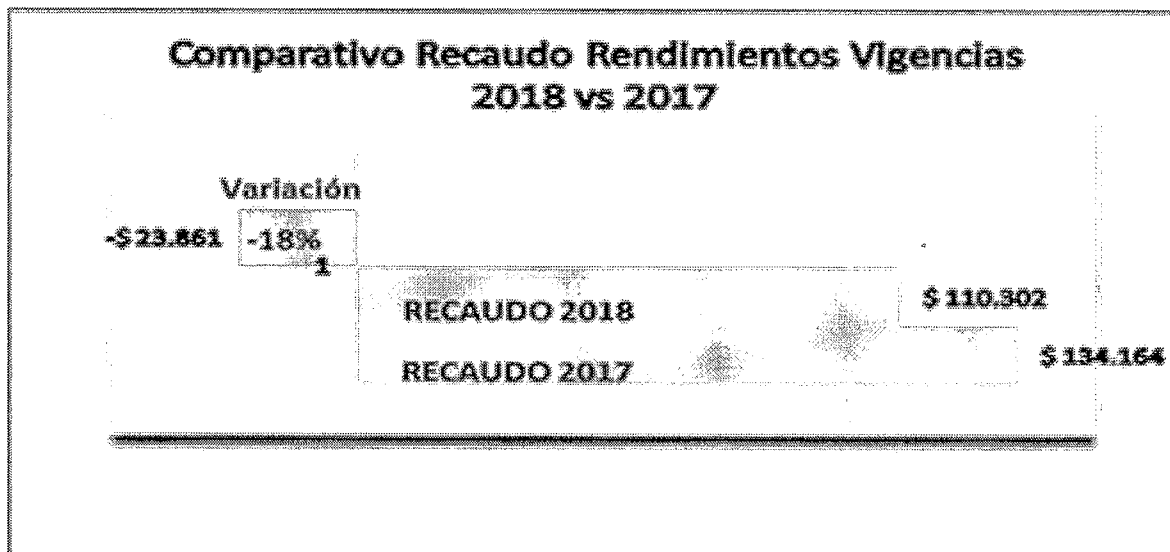 Comparativo Recaudo Rendimientos Vigencias
2018 vs 2017
Variación
-$ 23.861 -18%
1
RECAUDO 2018 $ 110.302
RECAUDO 2017 $ 134.164